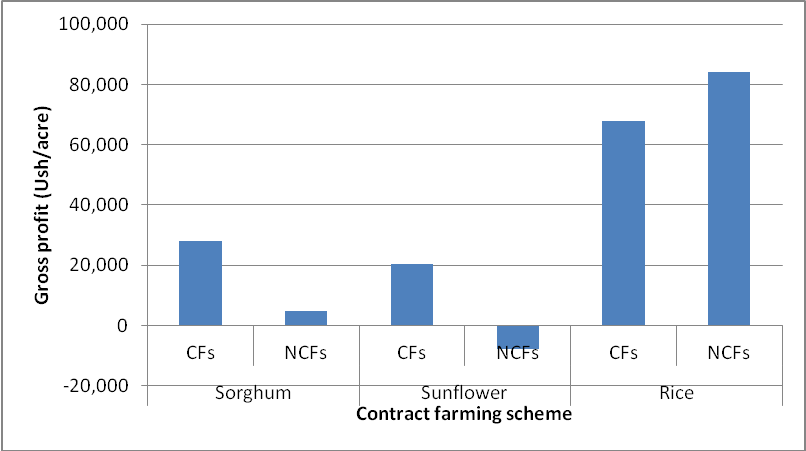 100,000
80,000
60,000
40,000
20,000
0
-20,000
Gross profit (Ush/acre)
CFs NCFs CFs NCFs CFs NCFs
Sorghum Sunflower Rice
Contract farming scheme